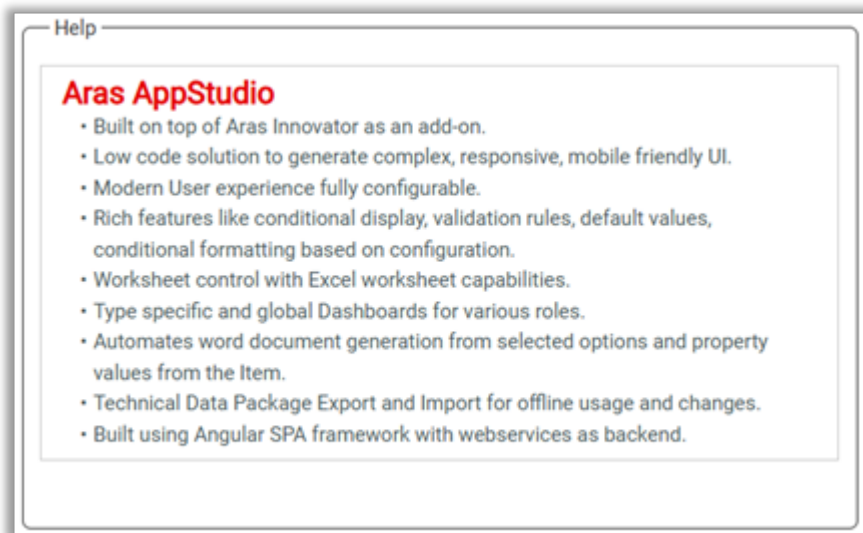 Help
Aras AppStudio
• Built on top of Aras Innovator as an add-on.
• Low code solution to generate complex, responsive, mobile friendly UI.
• Modern User experience fully configurable.
• Rich features like conditional display, validation rules, default values,
conditional formatting based on configuration.
• Worksheet control with Excel worksheet capabilities.
• Type specific and global Dashboards for various roles.
• Automates word document generation from selected options and property
values from the Item.
• Technical Data Package Export and Import for offline usage and changes.
• Built using Angular SPA framework with webservices as backend.